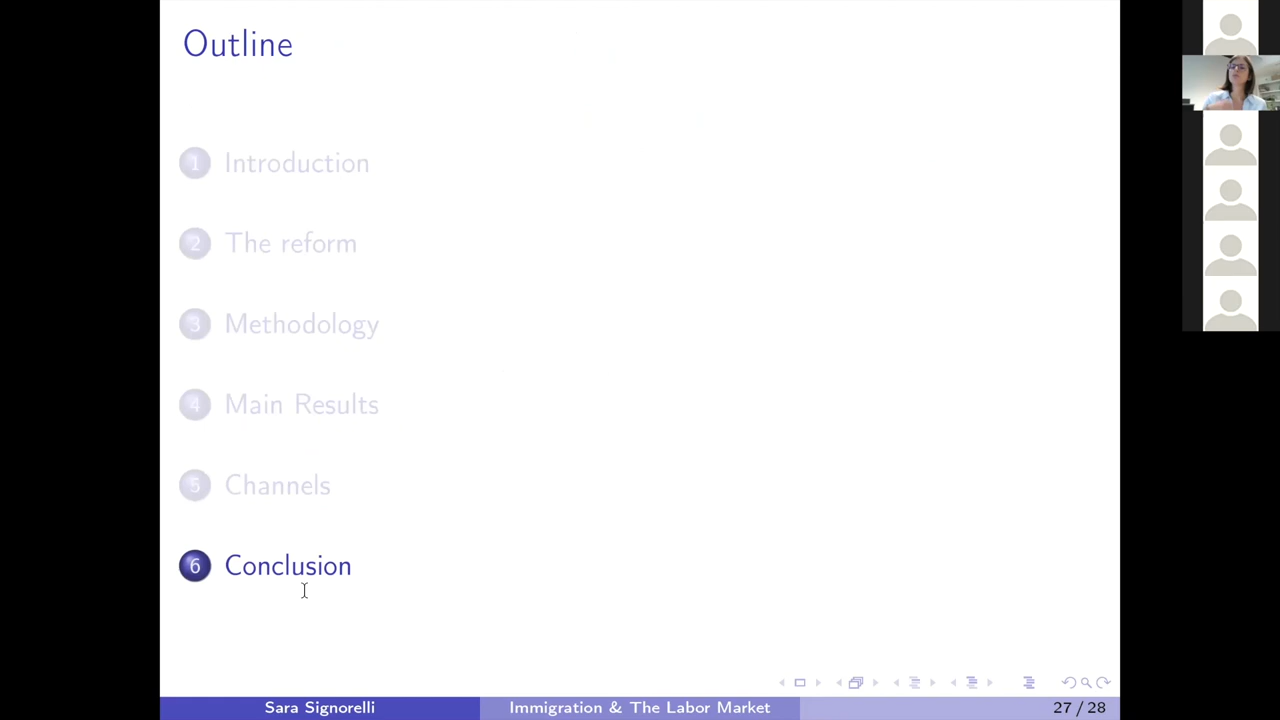 Outline
1 Introduction
2 The reform
3 Methodology
4 Main Results
5 Channels
6 Conclusion
Sara Signorelli Immigration & The Labor Market 27 / 28